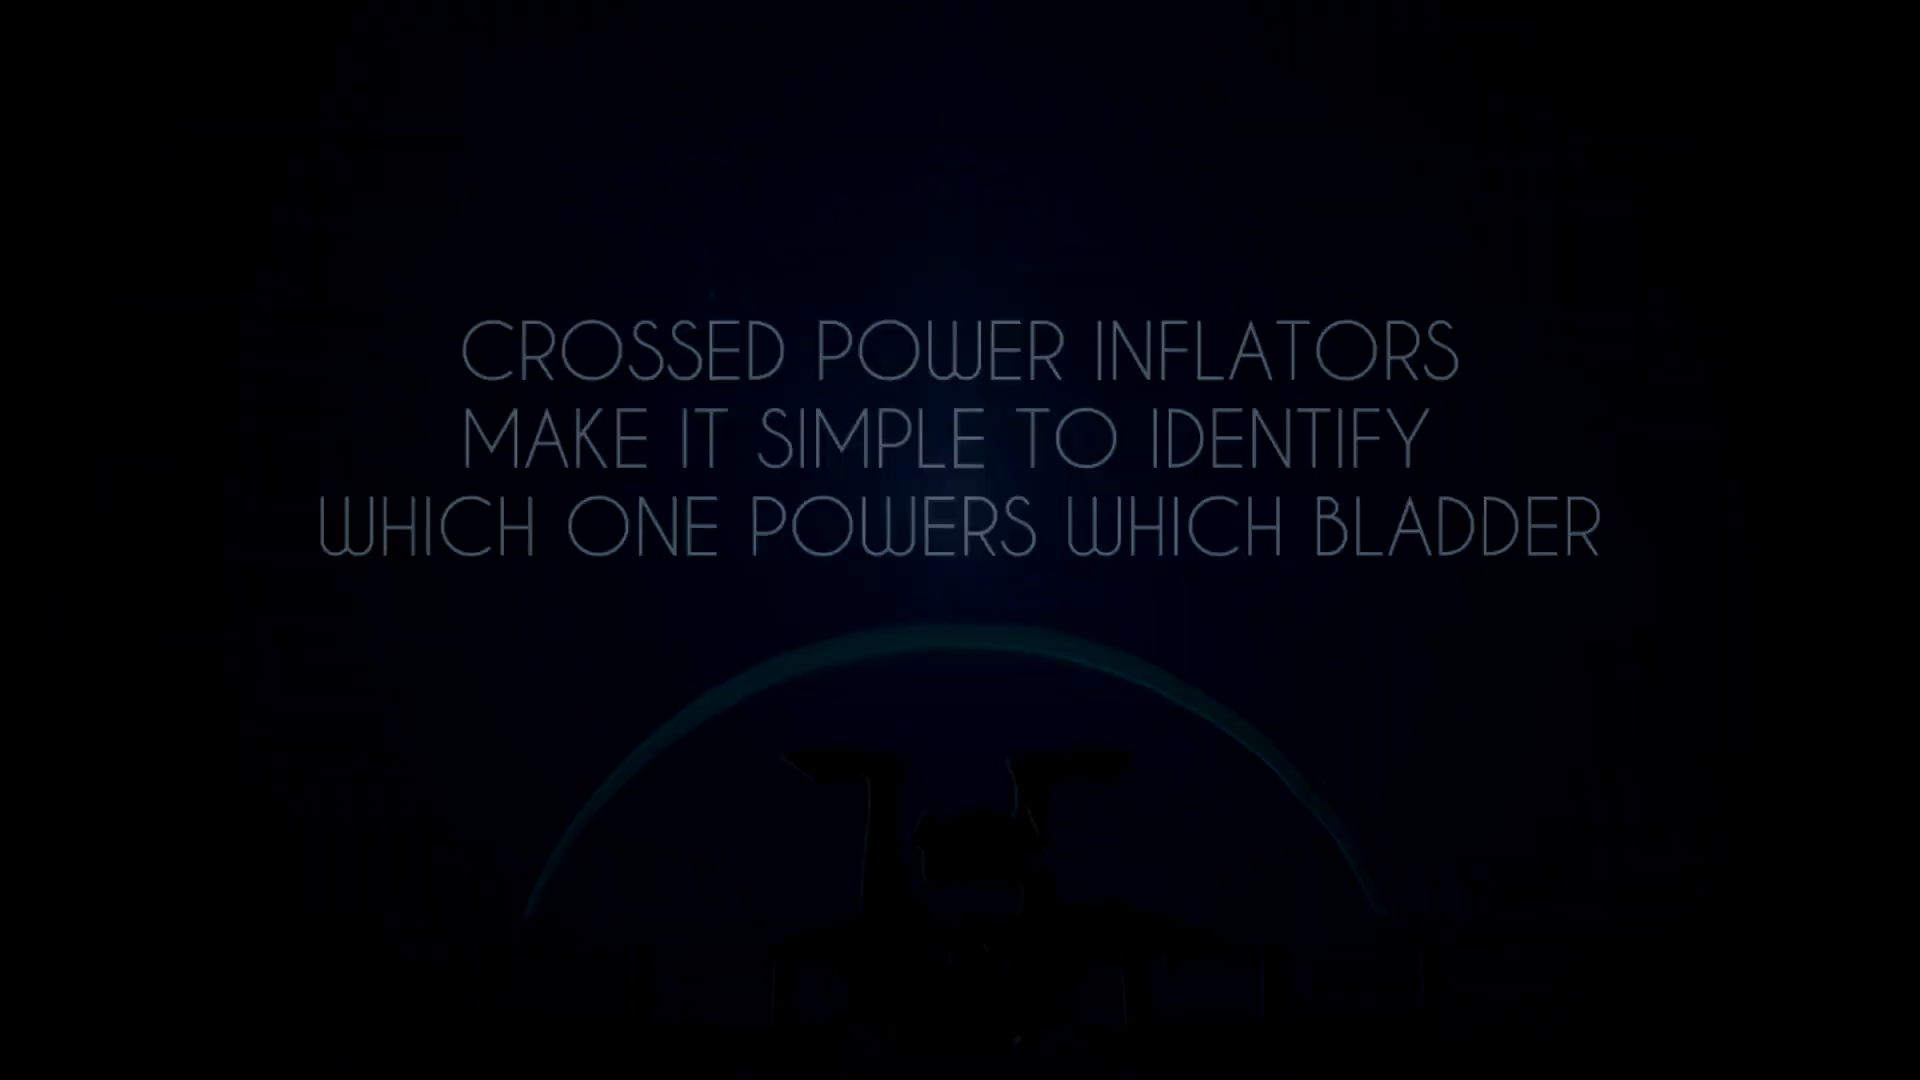 CROSSED POWER INFLATORS
MAKE IT SIMPLE TO IDENTIFY
WHICH ONE POWERS WHICH BLADDER